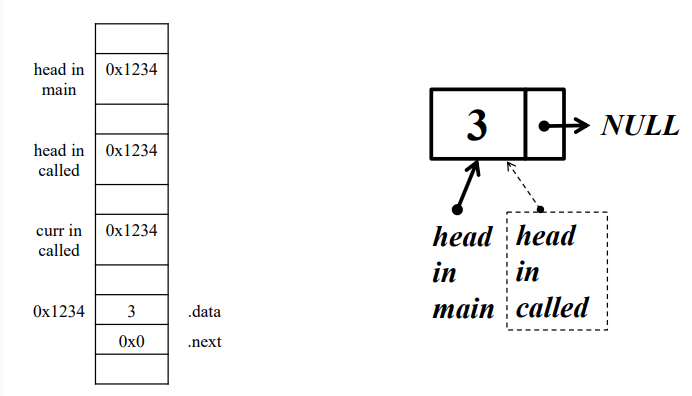 head in
main
0x1234
head in
called
0x1234
curr in
called
0x1234
0x1234
3
.data
0x0
.next
3
NULL
head
in
main
head
in
called